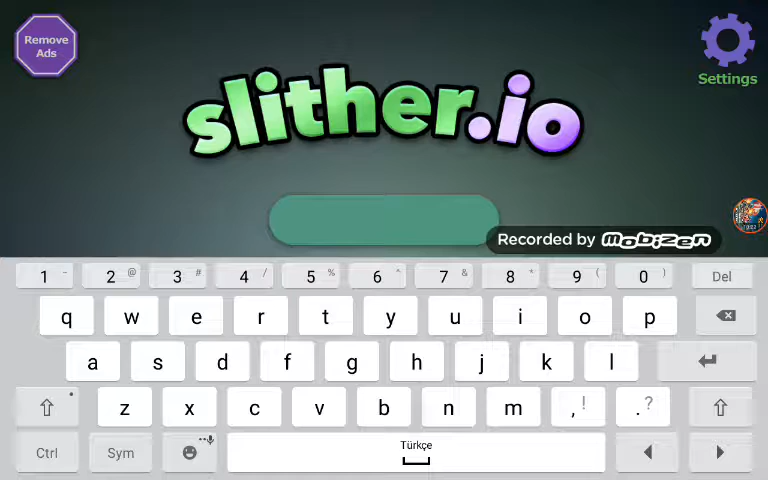 Remove
Ads
Settings
slither.io
Recorded by mobizen
1 - 2 @ 3 # 4 / 5 % 6 ^ 7 & 8 * 9 ( 0 ) Del
q w e r t y u i o p
a s d f g h j k l
z x c v b n m , ! . ?
Ctrl Sym Türkçe